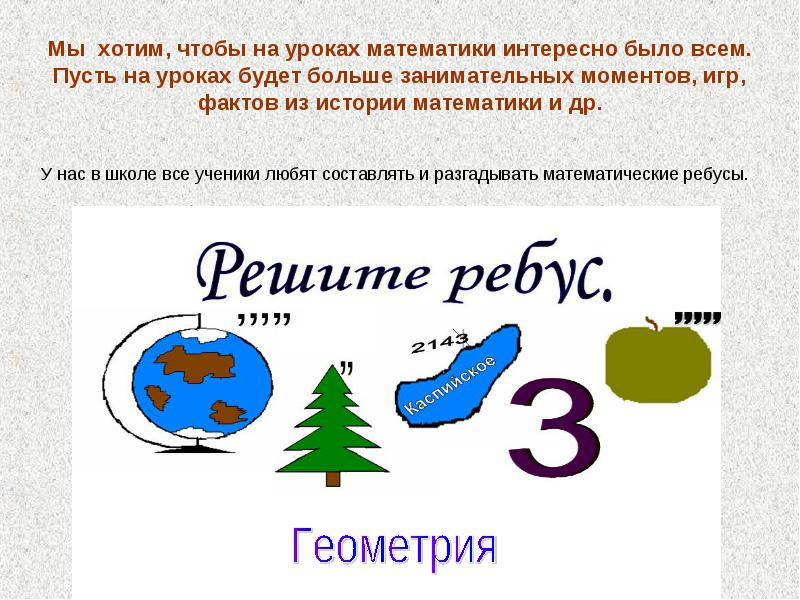 Мы хотим, чтобы на уроках математики интересно было всем.
Пусть на уроках будет больше занимательных моментов, игр,
фактов из истории математики и др.
У нас в школе все ученики любят составлять и разгадывать математические ребусы.
Решите ребус.
,,,,, ,, 2143 ,,,,,
Каспийское
3
Геометрия